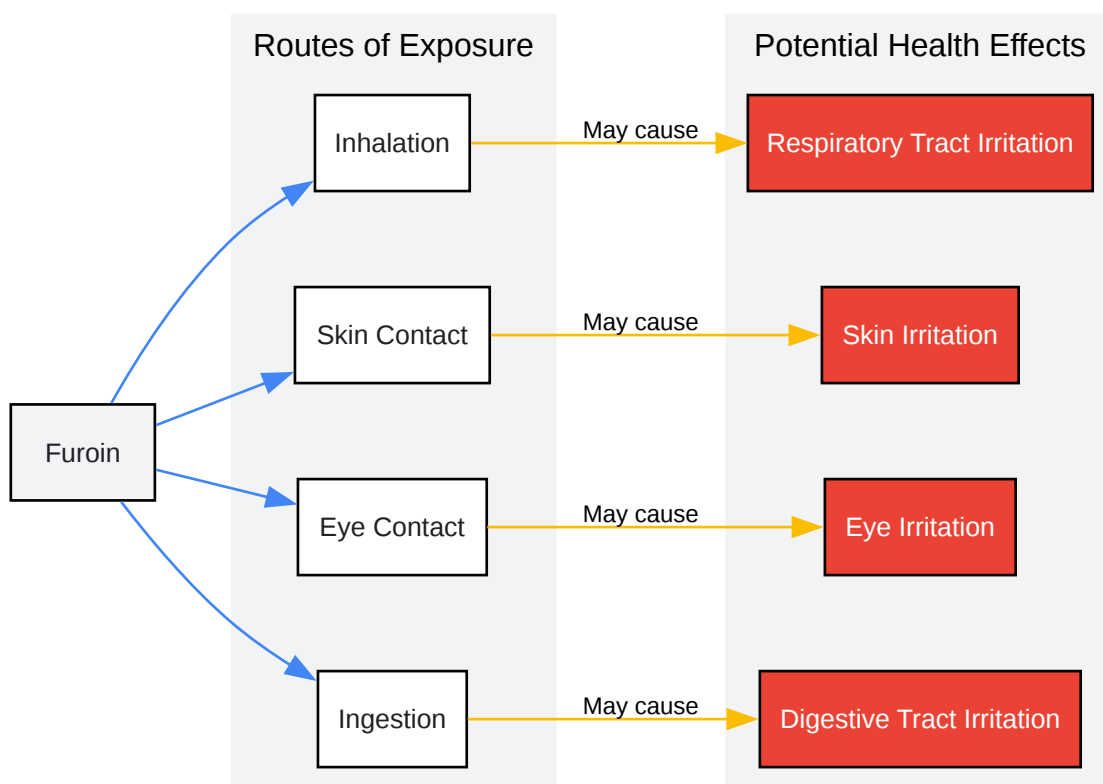 Routes of Exposure
Potential Health Effects
Inhalation
May cause
Respiratory Tract Irritation
Skin Contact
May cause
Skin Irritation
Furoin
Eye Contact
May cause
Eye Irritation
Ingestion
May cause
Digestive Tract Irritation